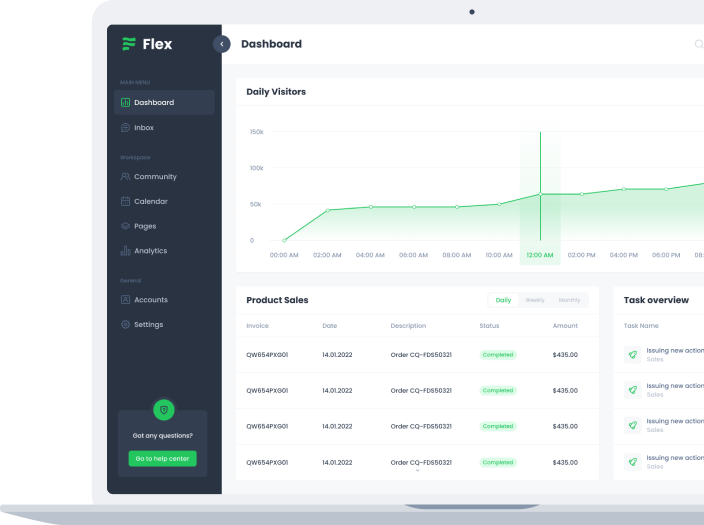 Flex
MAIN MENU
Dashboard
Inbox
Workspace
Community
Calendar
Pages
Analytics
General
Accounts
Settings
Got any questions?
Go to help center
Dashboard
Daily Visitors
150k
100k
50k
0
00:00 AM 02:00 AM 04:00 AM 06:00 AM 08:00 AM 10:00 AM 12:00 AM 02:00 PM 04:00 PM 06:00 PM 08:
Product Sales Daily Weekly Monthly
Invoice Date Description Status Amount
QW654PXG01 14.01.2022 Order CQ-FDS50321 Completed $435.00
QW654PXG01 14.01.2022 Order CQ-FDS50321 Completed $435.00
QW654PXG01 14.01.2022 Order CQ-FDS50321 Completed $435.00
QW654PXG01 14.01.2022 Order CQ-FDS50321 Completed $435.00
Task overview
Task Name
Issuing new action
Sales
Issuing new action
Sales
Issuing new action
Sales
Issuing new action
Sales